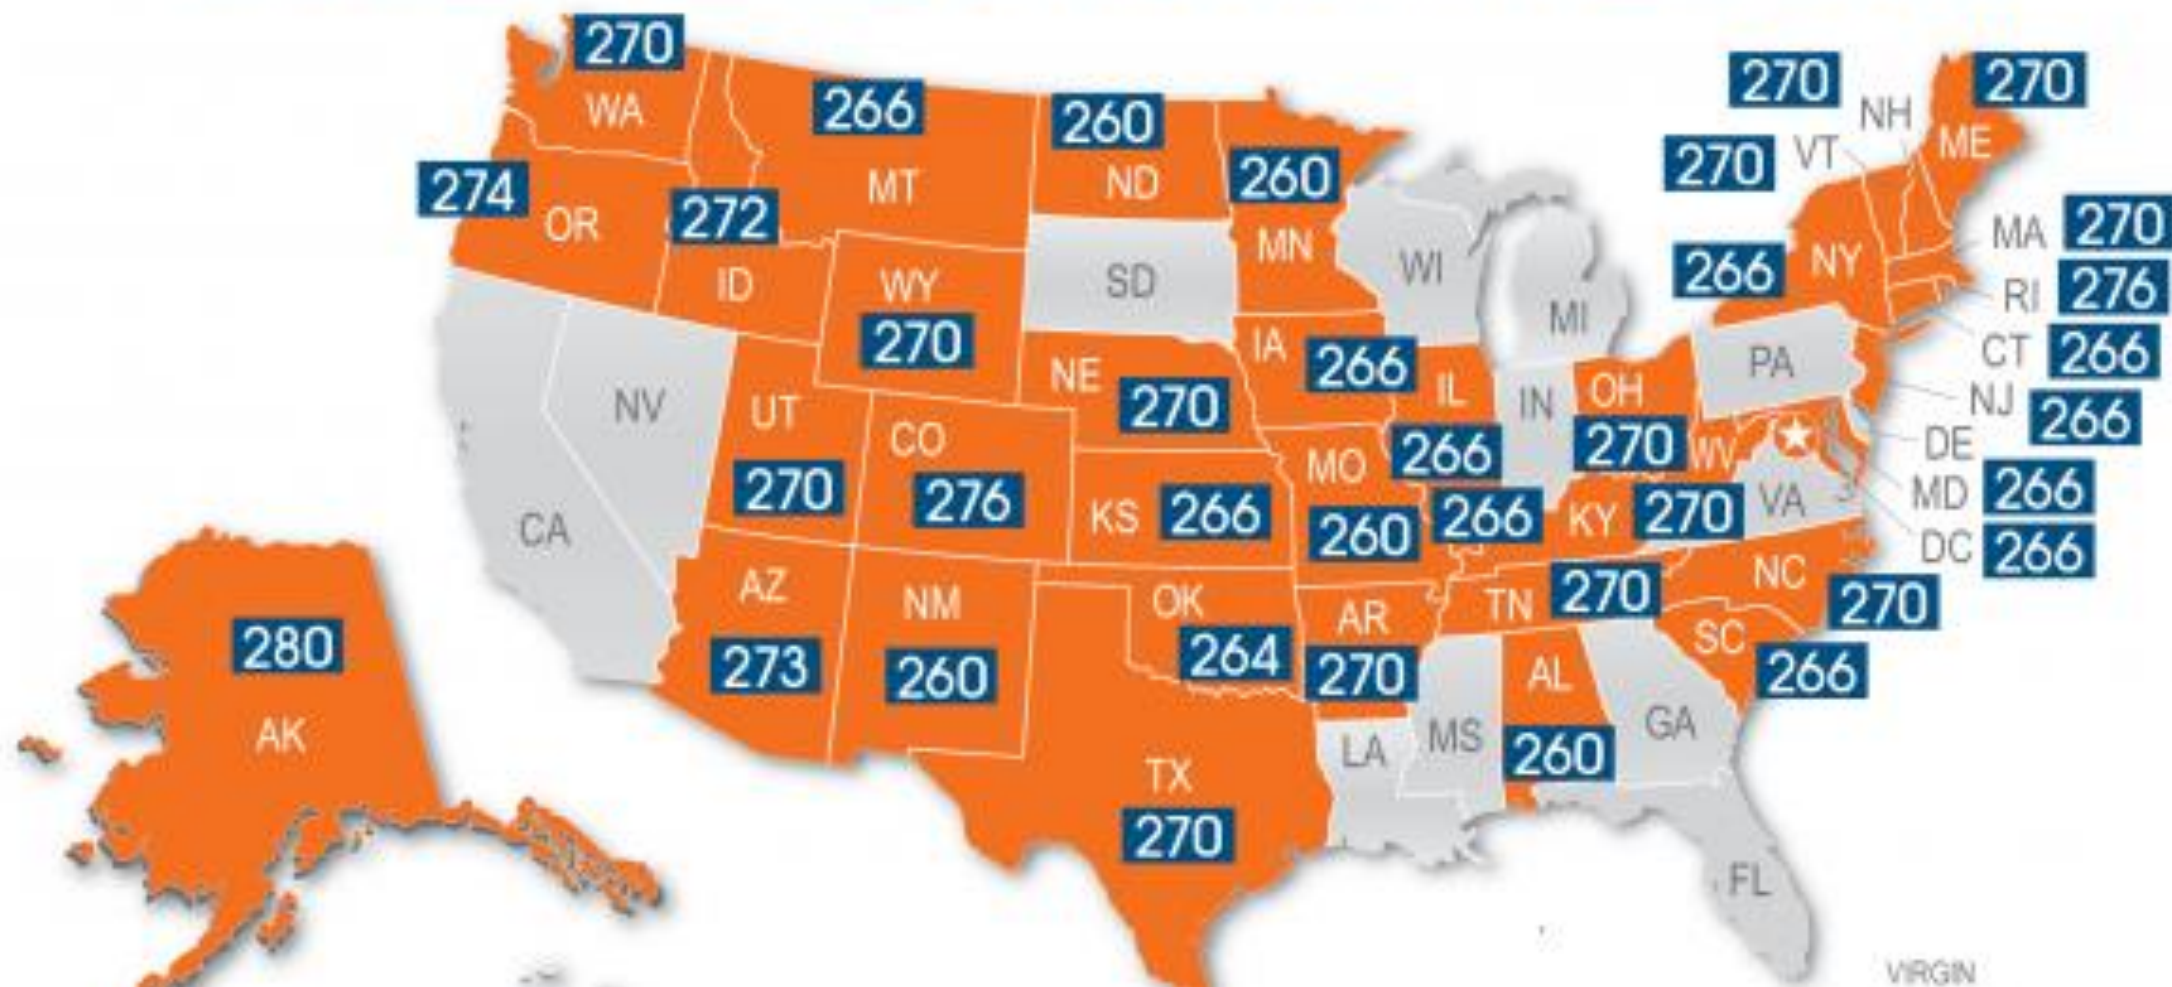 270
WA
266
MT
260
ND
260
MN
274
OR
272
ID
WY
270
SD
WI
MI
270
NH
270
ME
270
VT
MA 270
266
NY
RI 276
CT 266
NJ 266
DE
MD 266
DC 266
PA
NE
270
IA
266
IL
266
IN
OH
270
WV
VA
NV
UT
270
CO
276
KS 266
MO
260
266
KY 270
CA
AZ
273
NM
260
OK
264
AR
270
TN 270
NC
270
SC
266
280
AK
TX
270
LA
MS
AL
260
GA
FL
VIRGIN